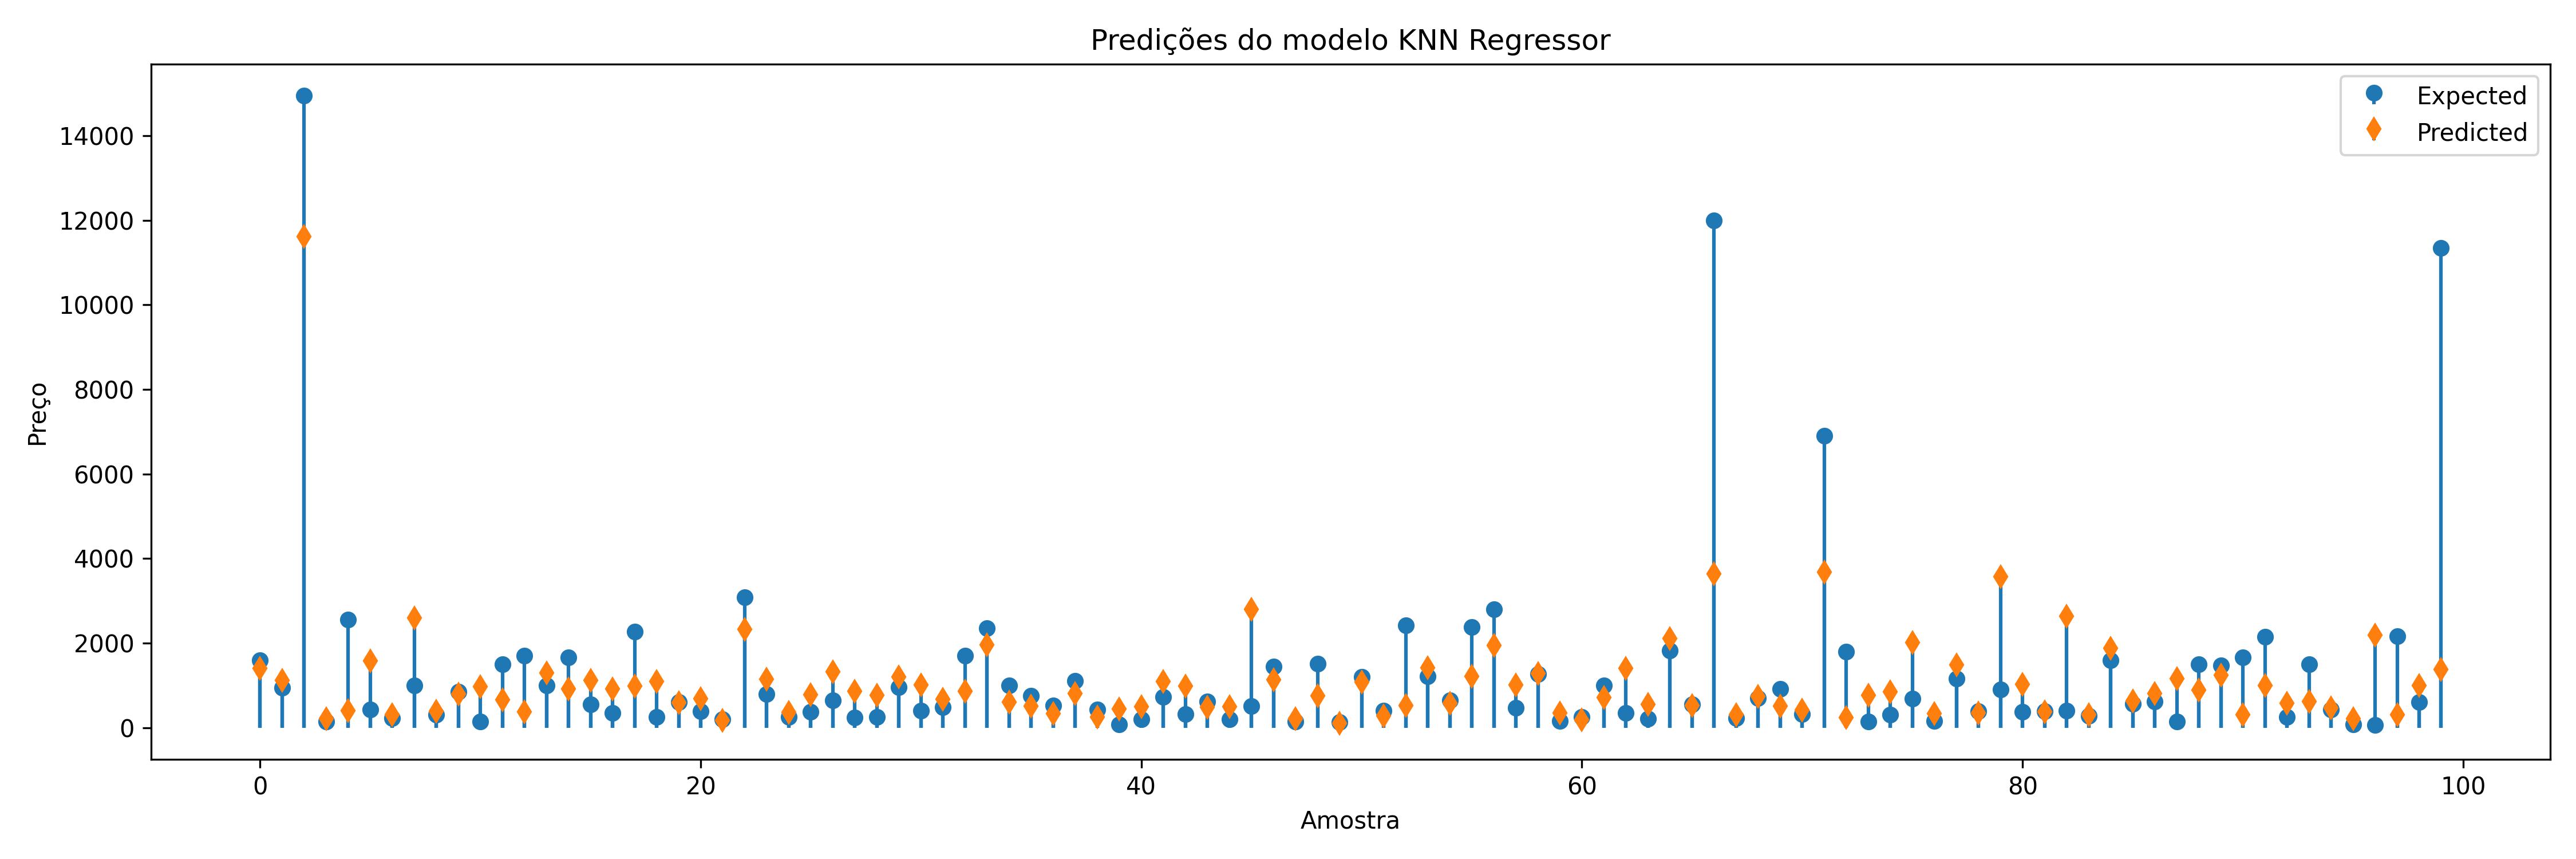 Predições do modelo KNN Regressor
Expected
Predicted
14000
12000
10000
8000
6000
4000
2000
0
Preço
0 20 40 60 80 100
Amostra